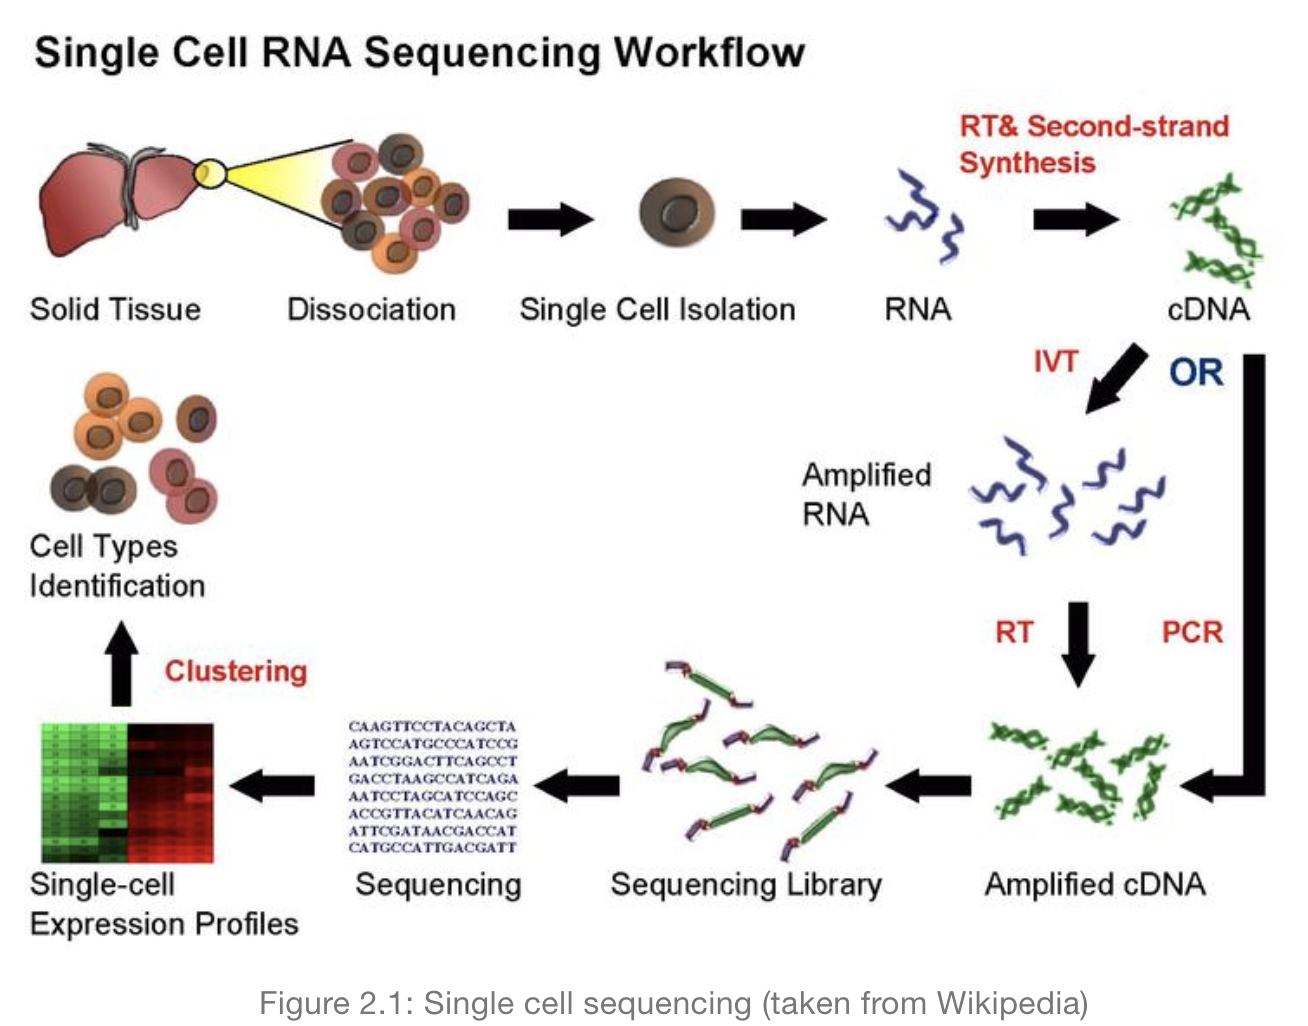 Single Cell RNA Sequencing Workflow
RT& Second-strand
Synthesis
Solid Tissue
Dissociation
Single Cell Isolation
RNA
cDNA
IVT
OR
Amplified
RNA
RT
PCR
Cell Types
Identification
Clustering
CAAGTTCCTACAGCTA
AGTCCATGCCCATCCG
AATCGGACTTCAGCCT
GACCTAAGCCATCAGA
AATCCTAGCATCCAGC
ACCGTTACATCAACAG
ATTCGATAACGACCAT
CATGCCATTGACGATT
Single-cell
Expression Profiles
Sequencing
Sequencing Library
Amplified cDNA
Figure 2.1: Single cell sequencing (taken from Wikipedia)